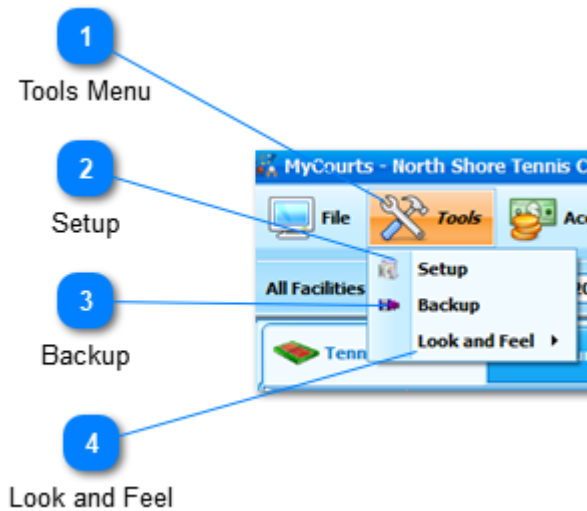 1
Tools Menu
2
Setup
3
Backup
4
Look and Feel
MyCourts - North Shore Tennis
File Tools
All Facilities
Setup
Backup
Look and Feel